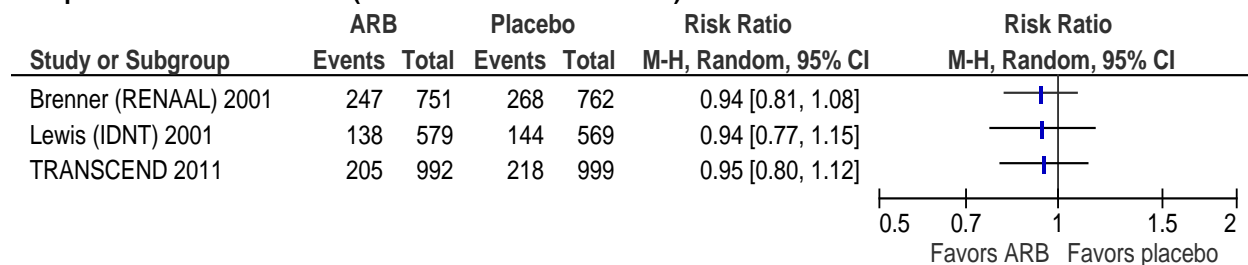 ARB Placebo Risk Ratio Risk Ratio
Study or Subgroup Events Total Events Total M-H, Random, 95% CI M-H, Random, 95% CI
Brenner (RENAAL) 2001 247 751 268 762 0.94 [0.81, 1.08]
Lewis (IDNT) 2001 138 579 144 569 0.94 [0.77, 1.15]
TRANSCEND 2011 205 992 218 999 0.95 [0.80, 1.12]
0.5 0.7 1 1.5 2
Favors ARB Favors placebo